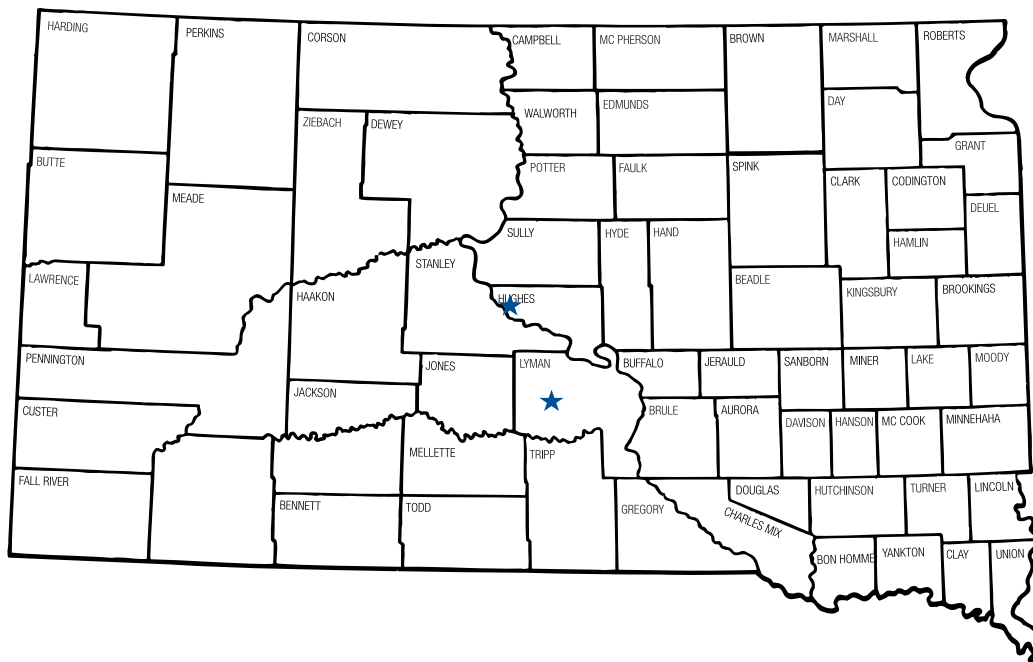 HARDING
PERKINS
CORSON
CAMPBELL
MC PHERSON
BROWN
MARSHALL
ROBERTS
WALWORTH
EDMUNDS
DAY
ZIEBACH
DEWEY
GRANT
BUTTE
POTTER
FAULK
SPINK
CLARK
CODINGTON
MEADE
DEUEL
SULLY
HYDE
HAND
HAMLIN
STANLEY
LAWRENCE
HAAKON
HUGHES
BEADLE
KINGSBURY
BROOKINGS
PENNINGTON
JONES
LYMAN
BUFFALO
JERAULD
SANBORN
MINER
LAKE
MOODY
JACKSON
CUSTER
BRULE
AURORA
DAVISON
HANSON
MC COOK
MINNEHAHA
MELLETTE
TRIPP
FALL RIVER
BENNETT
TODD
GREGORY
DOUGLAS
CHARLES MIX
HUTCHINSON
TURNER
LINCOLN
BON HOMME
YANKTON
CLAY
UNION